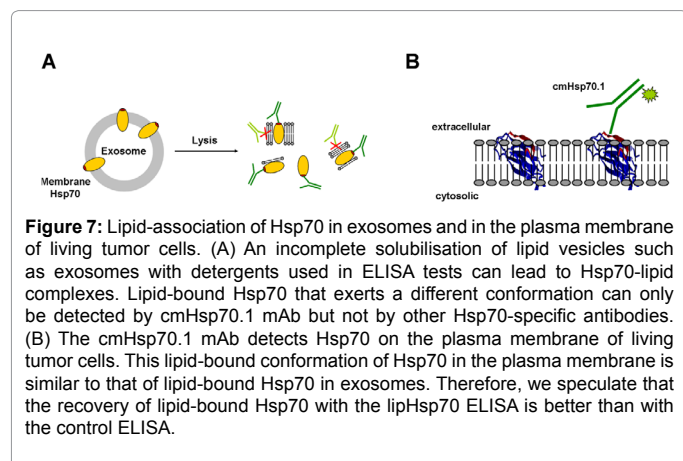 A
B
cmHsp70.1
Lysis
extracellular
Exosome
Membrane
Hsp70
cytosolic
Figure 7: Lipid-association of Hsp70 in exosomes and in the plasma membrane
of living tumor cells. (A) An incomplete solubilisation of lipid vesicles such
as exosomes with detergents used in ELISA tests can lead to Hsp70-lipid
complexes. Lipid-bound Hsp70 that exerts a different conformation can only
be detected by cmHsp70.1 mAb but not by other Hsp70-specific antibodies.
(B) The cmHsp70.1 mAb detects Hsp70 on the plasma membrane of living
tumor cells. This lipid-bound conformation of Hsp70 in the plasma membrane is
similar to that of lipid-bound Hsp70 in exosomes. Therefore, we speculate that
the recovery of lipid-bound Hsp70 with the lipHsp70 ELISA is better than with
the control ELISA.